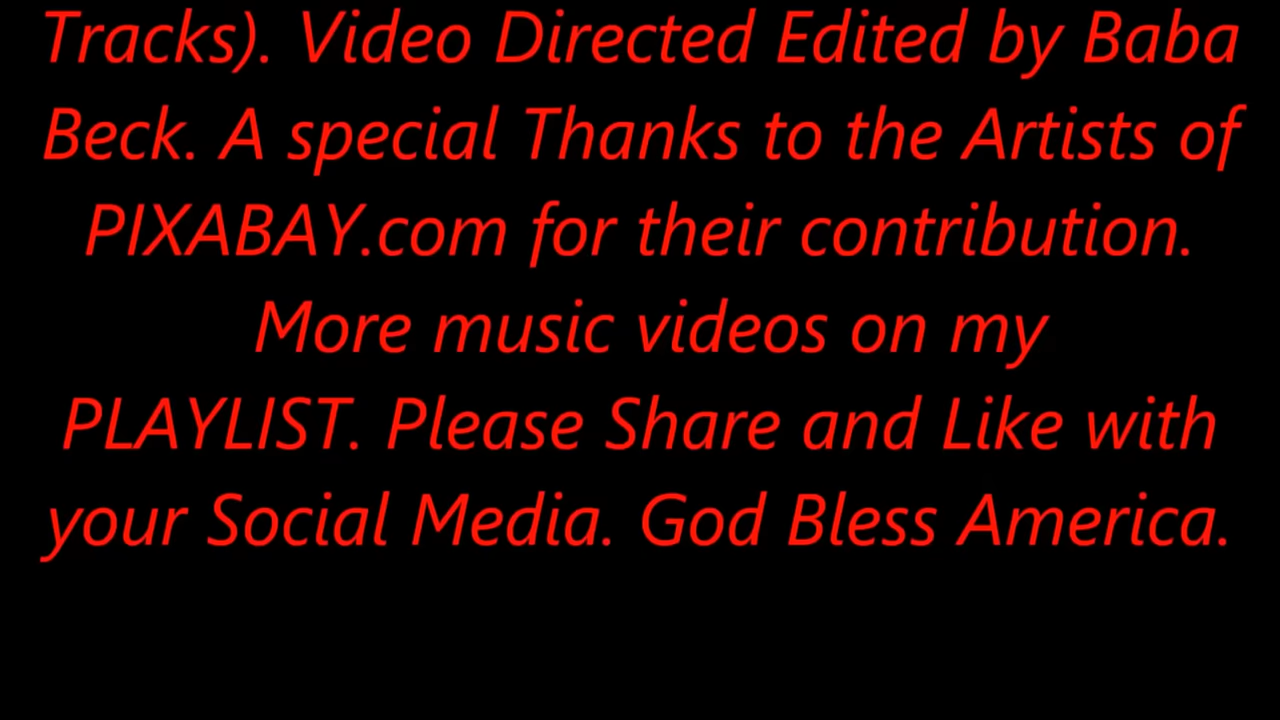 Tracks). Video Directed Edited by Baba
Beck. A special Thanks to the Artists of
PIXABAY.com for their contribution.
More music videos on my
PLAYLIST. Please Share and Like with
your Social Media. God Bless America.